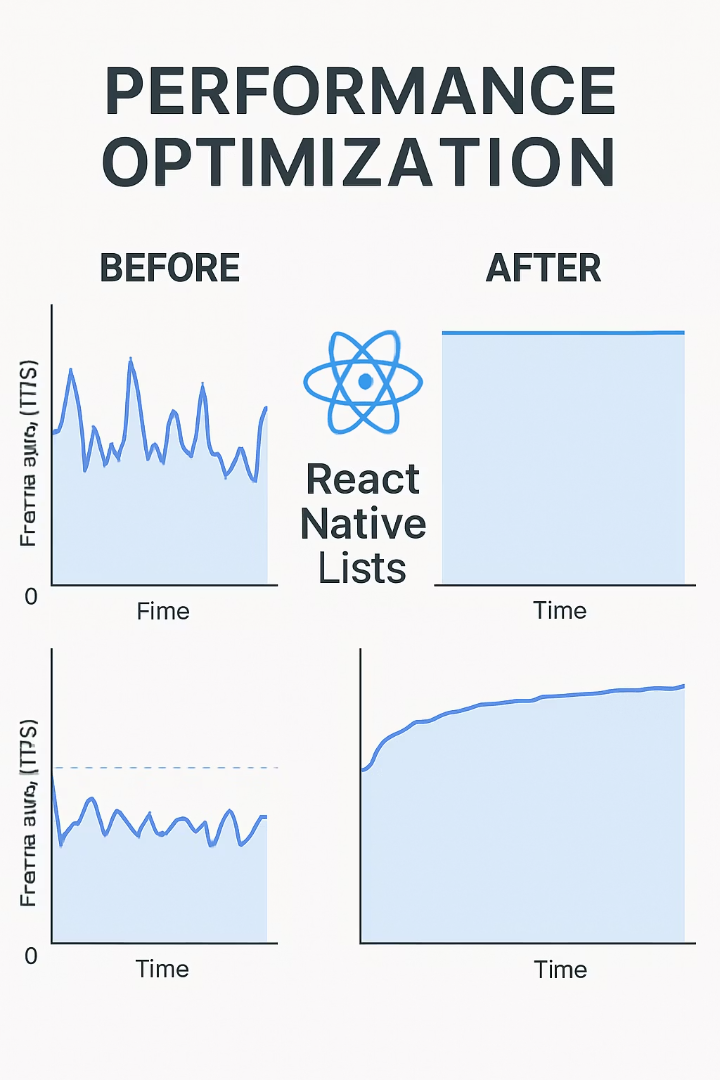 PERFORMANCE
OPTIMIZATION
BEFORE
AFTER
React
Native
Lists
0
Fime
Time
0
Time
Time